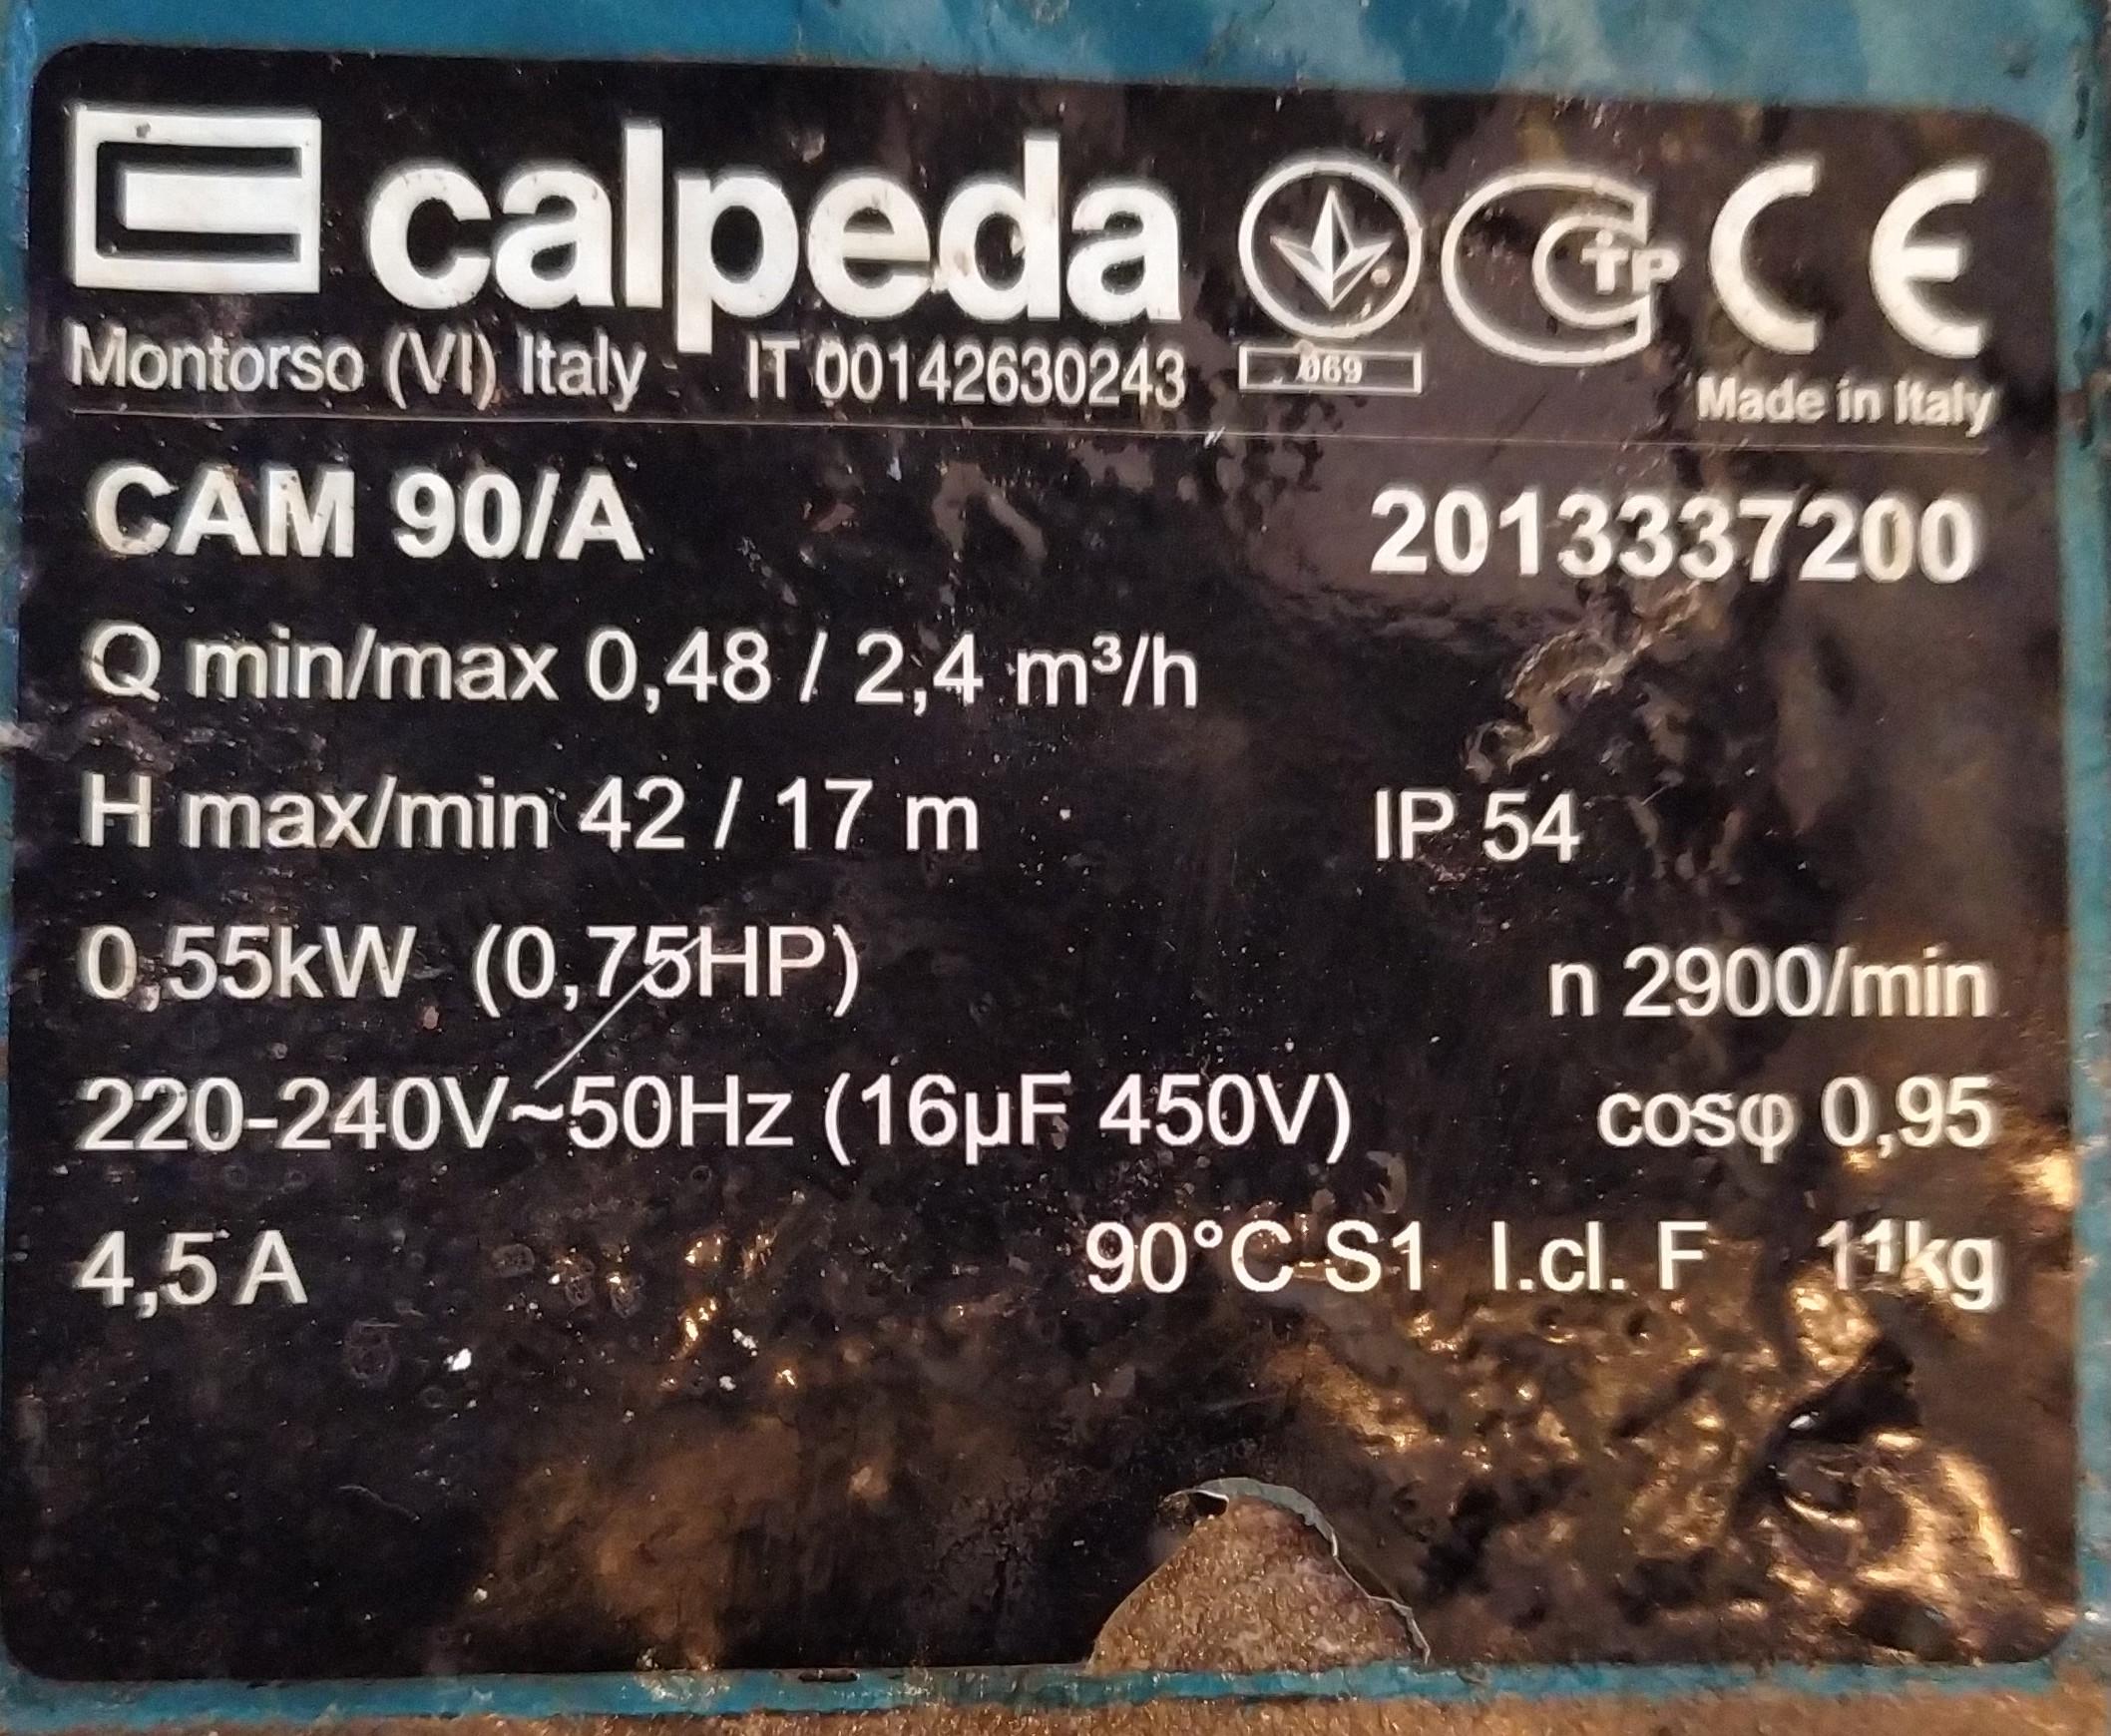 calpeda CE
Montorso (VI) Italy IT 00142630243 069
Made in Italy
CAM 90/A 2013337200
Q min/max 0,48 / 2,4 m³/h
H max/min 42 / 17 m IP 54
0,55kW (0,75HP) n 2900/min
220-240V~50Hz (16µF 450V) cosφ 0,95
4,5 A 90°C S1 I.cl. F 11kg